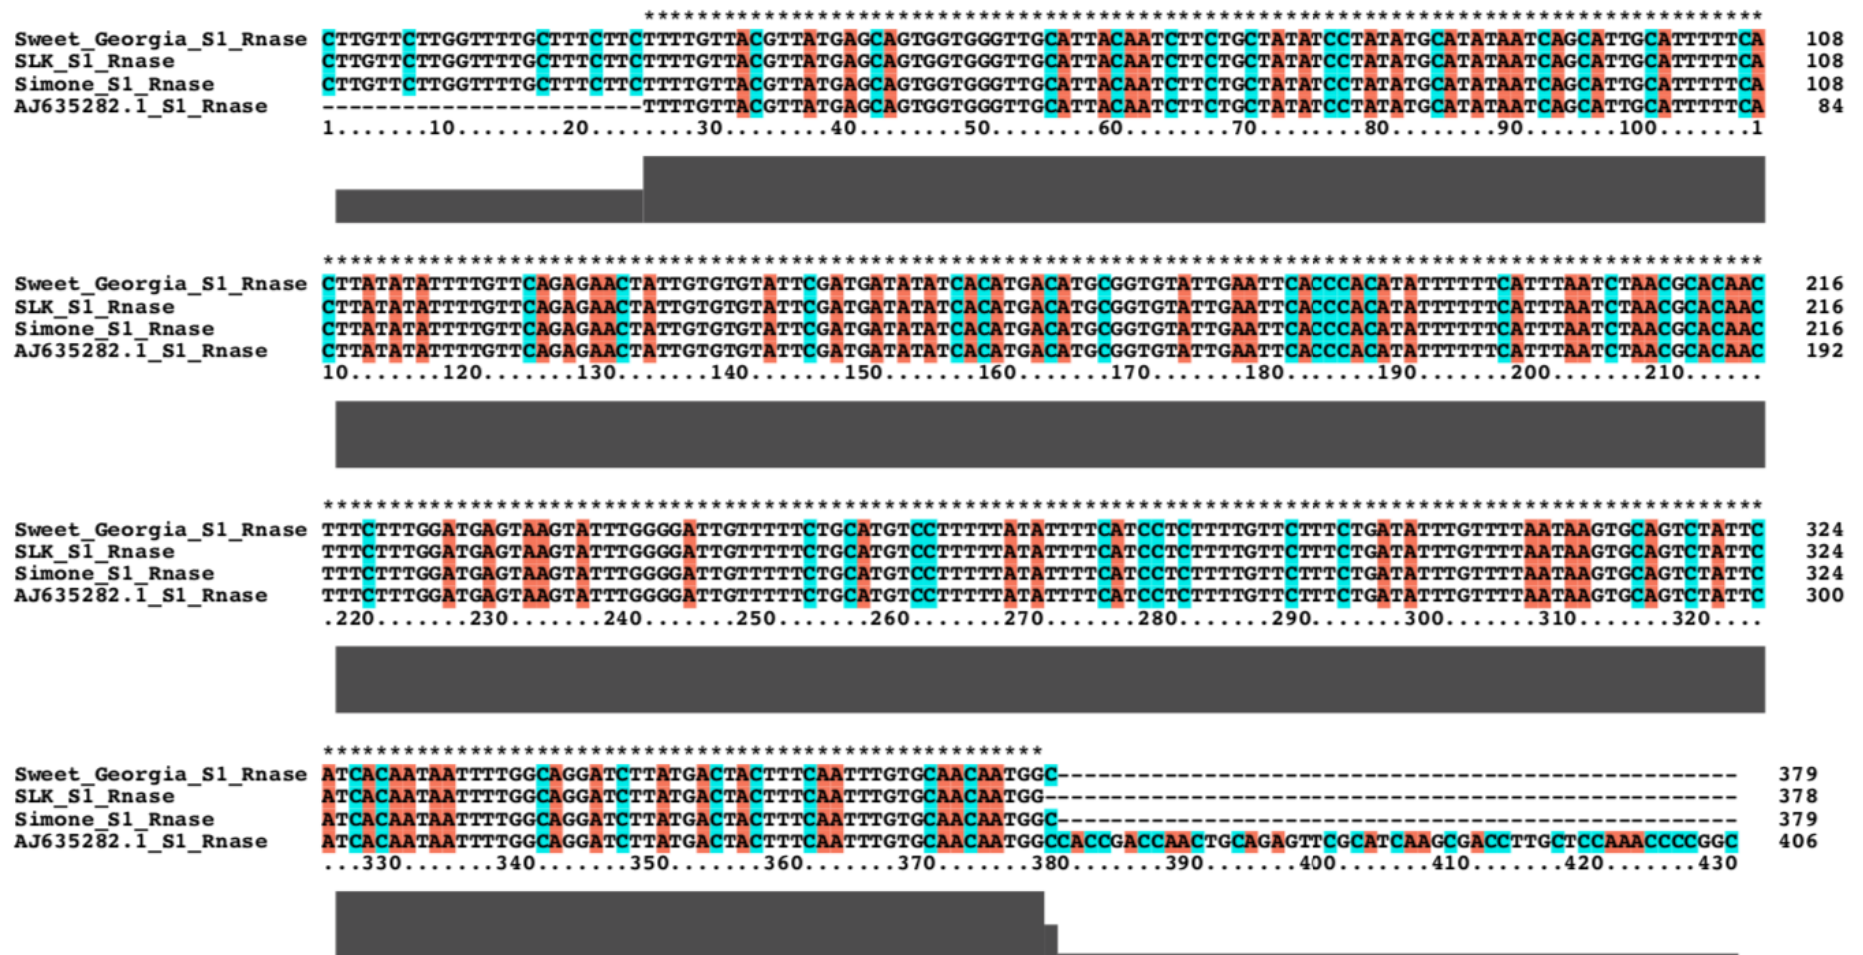 ************************************************************************************
Sweet_Georgia_S1_Rnase CTTGTTCTTGGTTTTGCTTTCTTCTTTTGTTACGTTATGAGCAGTGGTGGGTTGCATTACAATCTTCTGCTATATCCTATATGCATATAATCAGCATTGCATTTTTCA 108
SLK_S1_Rnase CTTGTTCTTGGTTTTGCTTTCTTCTTTTGTTACGTTATGAGCAGTGGTGGGTTGCATTACAATCTTCTGCTATATCCTATATGCATATAATCAGCATTGCATTTTTCA 108
Simone_S1_Rnase CTTGTTCTTGGTTTTGCTTTCTTCTTTTGTTACGTTATGAGCAGTGGTGGGTTGCATTACAATCTTCTGCTATATCCTATATGCATATAATCAGCATTGCATTTTTCA 108
AJ635282.1_S1_Rnase ------------------------TTTTGTTACGTTATGAGCAGTGGTGGGTTGCATTACAATCTTCTGCTATATCCTATATGCATATAATCAGCATTGCATTTTTCA 84
1.......10........20........30........40........50........60........70........80........90........100.......1
************************************************************************************************************
Sweet_Georgia_S1_Rnase CTTATATATTTTGTTCAGAGAACTATTGTGTGTATTCGATGATATATCACATGACATGCGGTGTATTGAATTCACCCACATATTTTTTCATTTAATCTAACGCACAAC 216
SLK_S1_Rnase CTTATATATTTTGTTCAGAGAACTATTGTGTGTATTCGATGATATATCACATGACATGCGGTGTATTGAATTCACCCACATATTTTTTCATTTAATCTAACGCACAAC 216
Simone_S1_Rnase CTTATATATTTTGTTCAGAGAACTATTGTGTGTATTCGATGATATATCACATGACATGCGGTGTATTGAATTCACCCACATATTTTTTCATTTAATCTAACGCACAAC 216
AJ635282.1_S1_Rnase CTTATATATTTTGTTCAGAGAACTATTGTGTGTATTCGATGATATATCACATGACATGCGGTGTATTGAATTCACCCACATATTTTTTCATTTAATCTAACGCACAAC 192
10.......120.......130.......140.......150.......160.......170.......180.......190.......200.......210......
************************************************************************************************************
Sweet_Georgia_S1_Rnase TTTCTTTGGATGAGTAAGTATTTGGGGATTGTTTTTCTGCATGTCCTTTTTATATTTTCATCCTCTTTTGTTCTTTCTGATATTTGTTTTAATAAGTGCAGTCTATTC 324
SLK_S1_Rnase TTTCTTTGGATGAGTAAGTATTTGGGGATTGTTTTTCTGCATGTCCTTTTTATATTTTCATCCTCTTTTGTTCTTTCTGATATTTGTTTTAATAAGTGCAGTCTATTC 324
Simone_S1_Rnase TTTCTTTGGATGAGTAAGTATTTGGGGATTGTTTTTCTGCATGTCCTTTTTATATTTTCATCCTCTTTTGTTCTTTCTGATATTTGTTTTAATAAGTGCAGTCTATTC 324
AJ635282.1_S1_Rnase TTTCTTTGGATGAGTAAGTATTTGGGGATTGTTTTTCTGCATGTCCTTTTTATATTTTCATCCTCTTTTGTTCTTTCTGATATTTGTTTTAATAAGTGCAGTCTATTC 300
.220.......230.......240.......250.......260.......270.......280.......290.......300.......310.......320....
******************************************************
Sweet_Georgia_S1_Rnase ATCACAATAATTTTGGCAGGATCTTATGACTACTTTCAATTTGTGCAACAATGGC--------------------------------------------------- 379
SLK_S1_Rnase ATCACAATAATTTTGGCAGGATCTTATGACTACTTTCAATTTGTGCAACAATGG---------------------------------------------------- 378
Simone_S1_Rnase ATCACAATAATTTTGGCAGGATCTTATGACTACTTTCAATTTGTGCAACAATGGC--------------------------------------------------- 379
AJ635282.1_S1_Rnase ATCACAATAATTTTGGCAGGATCTTATGACTACTTTCAATTTGTGCAACAATGGCCACCGACCAACTGCAGAGTTCGCATCAAGCGACCTTGCTCCAAACCCCGGC 406
...330.......340.......350.......360.......370.......380.......390.......400.......410.......420.......430